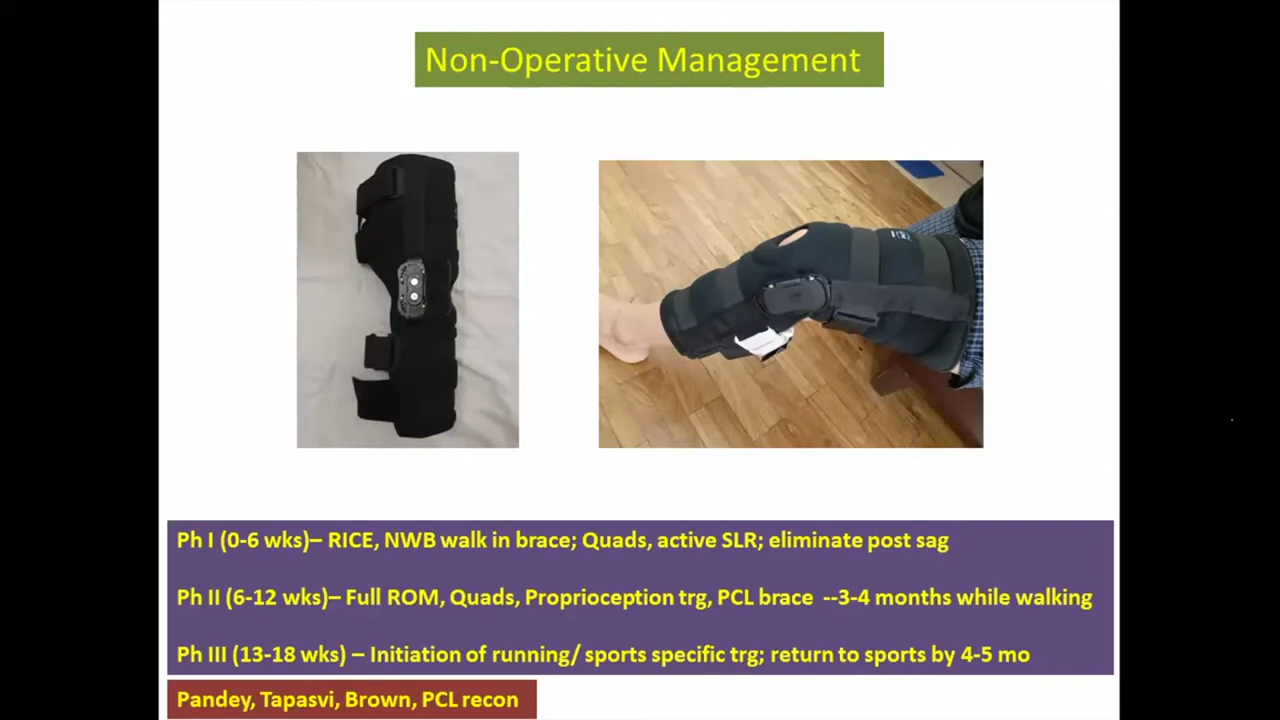 Non-Operative Management
Ph I (0-6 wks)– RICE, NWB walk in brace; Quads, active SLR; eliminate post sag
Ph II (6-12 wks)– Full ROM, Quads, Proprioception trg, PCL brace --3-4 months while walking
Ph III (13-18 wks) – Initiation of running/ sports specific trg; return to sports by 4-5 mo
Pandey, Tapasvi, Brown, PCL recon